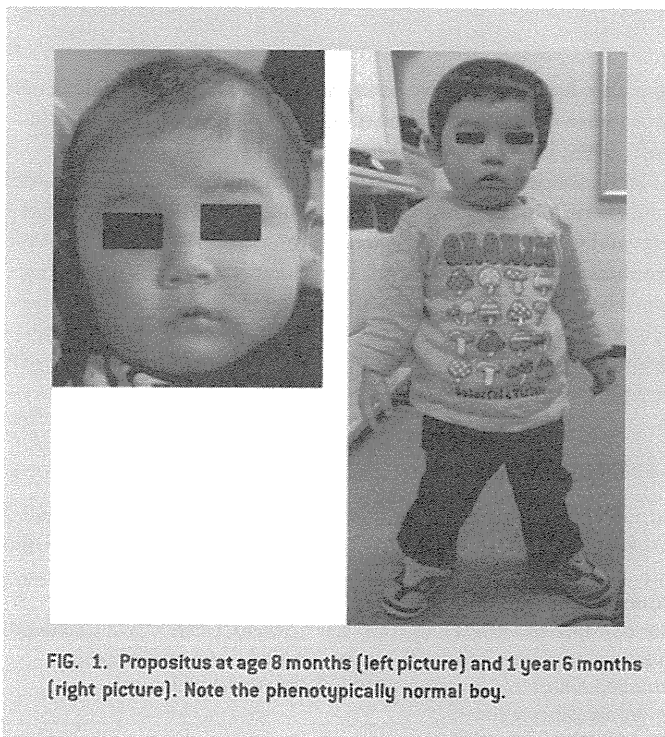 FIG. 1. Propositus at age 8 months (left picture) and 1 year 6 months
(right picture). Note the phenotypically normal boy.